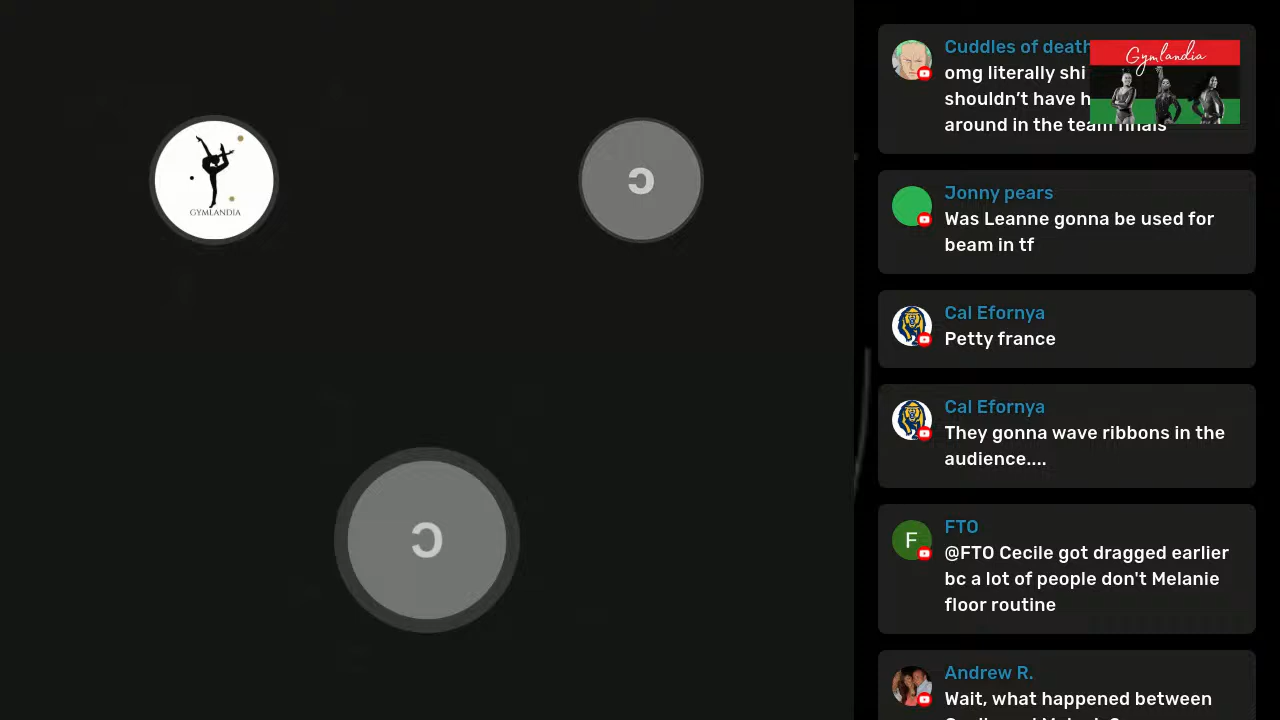 GYMLANDIA
ɔ
ɔ
Cuddles of death
omg literally shi
shouldn’t have h
around in the team finals
Gymlandia
Jonny pears
Was Leanne gonna be used for
beam in tf
Cal Efornya
Petty france
Cal Efornya
They gonna wave ribbons in the
audience....
F
FTO
@FTO Cecile got dragged earlier
bc a lot of people don't Melanie
floor routine
Andrew R.
Wait, what happened between